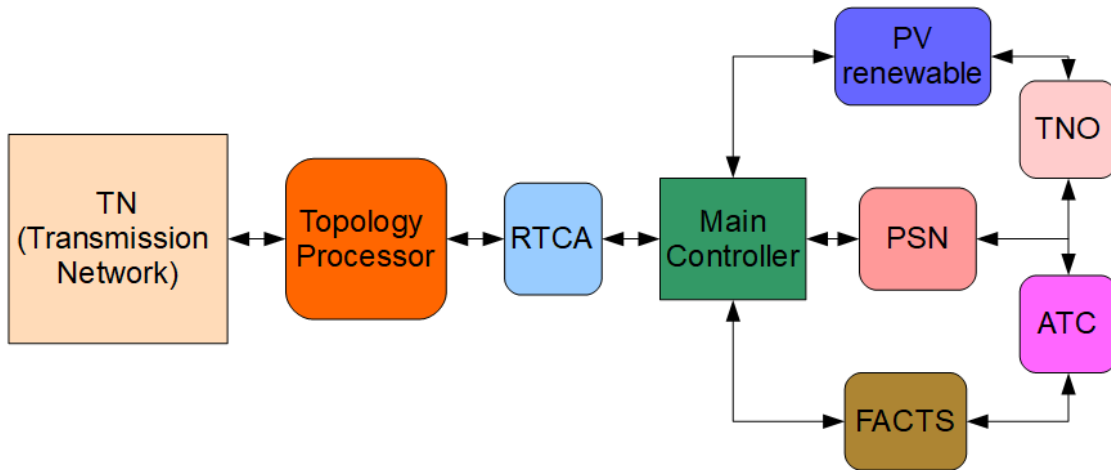 PV
renewable
TNO
TN
(Transmission
Network)
Topology
Processor
RTCA
Main
Controller
PSN
ATC
FACTS